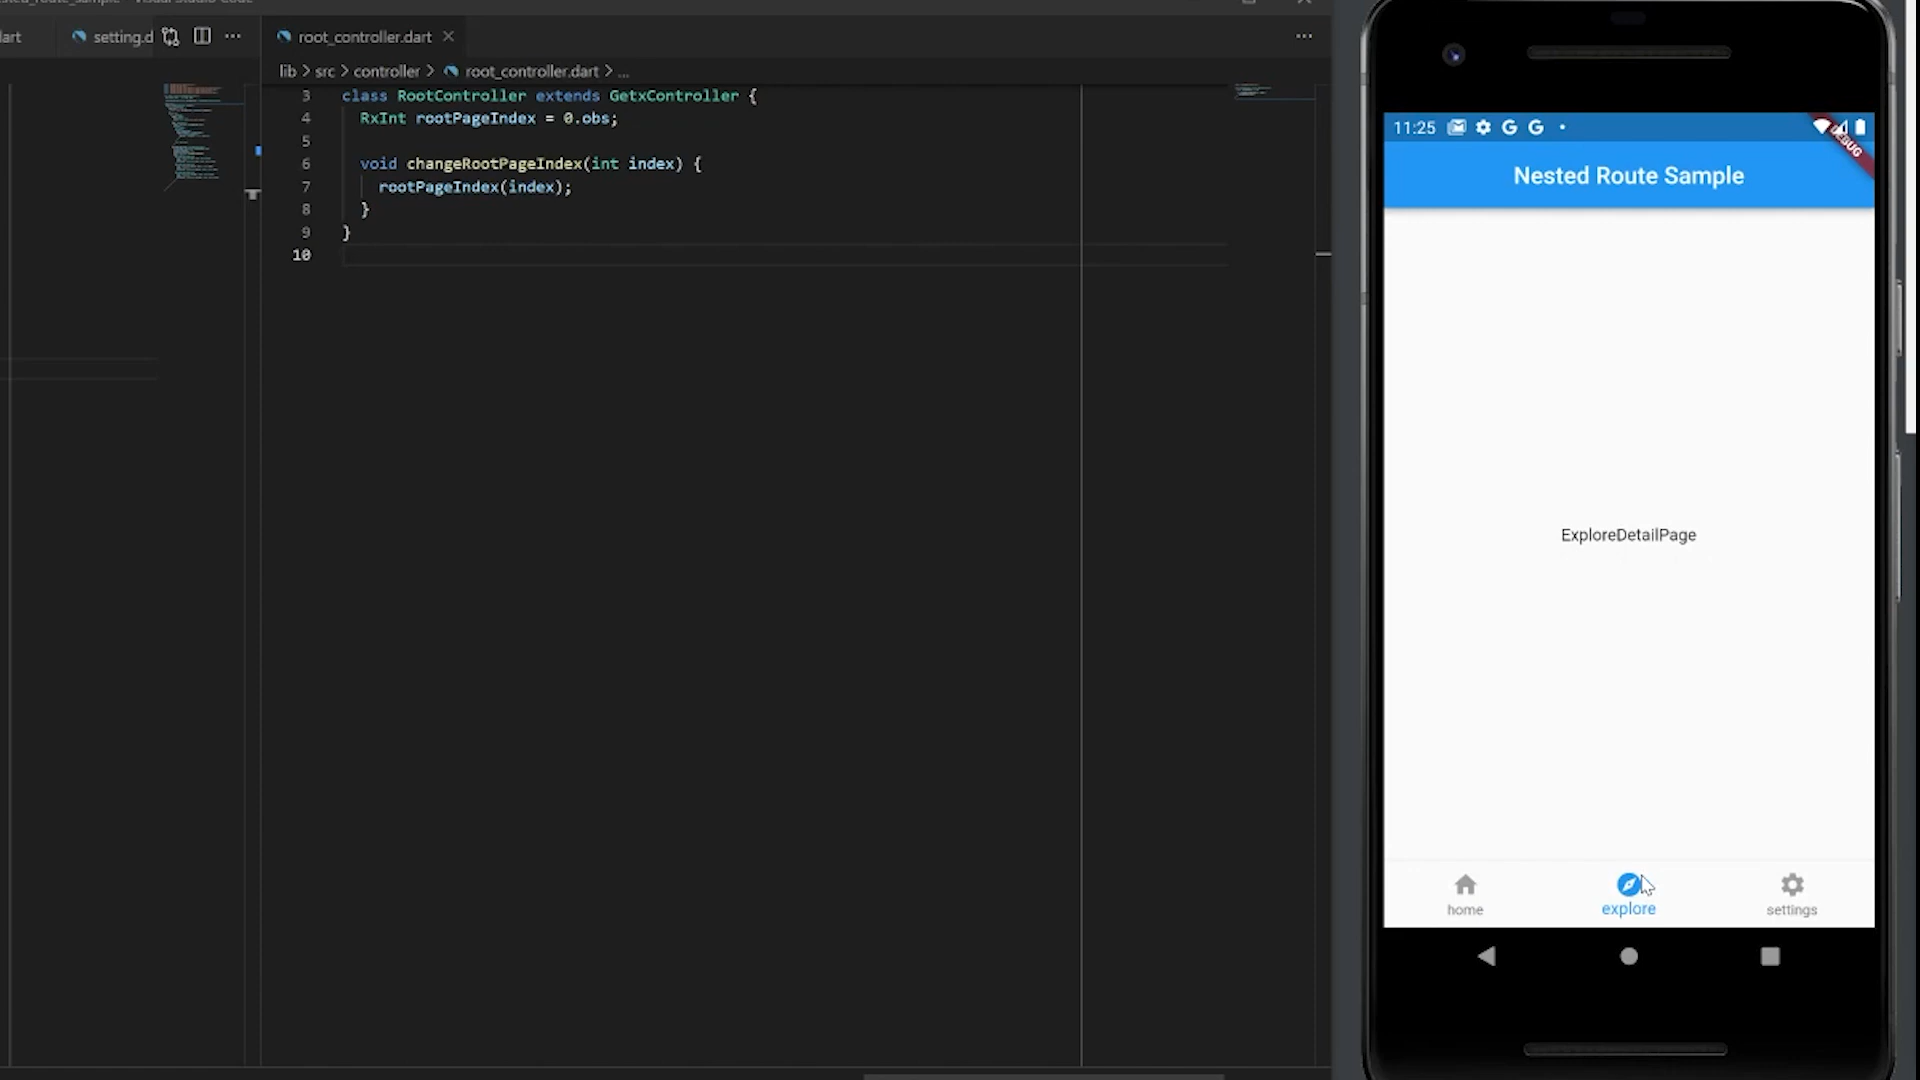 setting.d
root_controller.dart
lib > src > controller > root_controller.dart > ...
3 class RootController extends GetxController {
4 RxInt rootPageIndex = 0.obs;
5
6 void changeRootPageIndex(int index) {
7 rootPageIndex(index);
8 }
9 }
10
11:25
DEBUG
Nested Route Sample
ExploreDetailPage
home
explore
settings